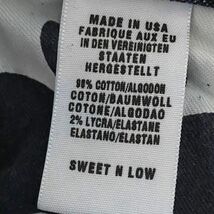 MADE IN USA
FABRIQUE AUX EU
IN DEN VEREINIGTEN
STAATEN
HERGESTELLT
98% COTTON/ALGODON
COTON/DAUMWOLL
COTONE/ALGODAO
2% LYCRA/ELASTANE
ELASTANO/ELASTAN
SWEET N LOW